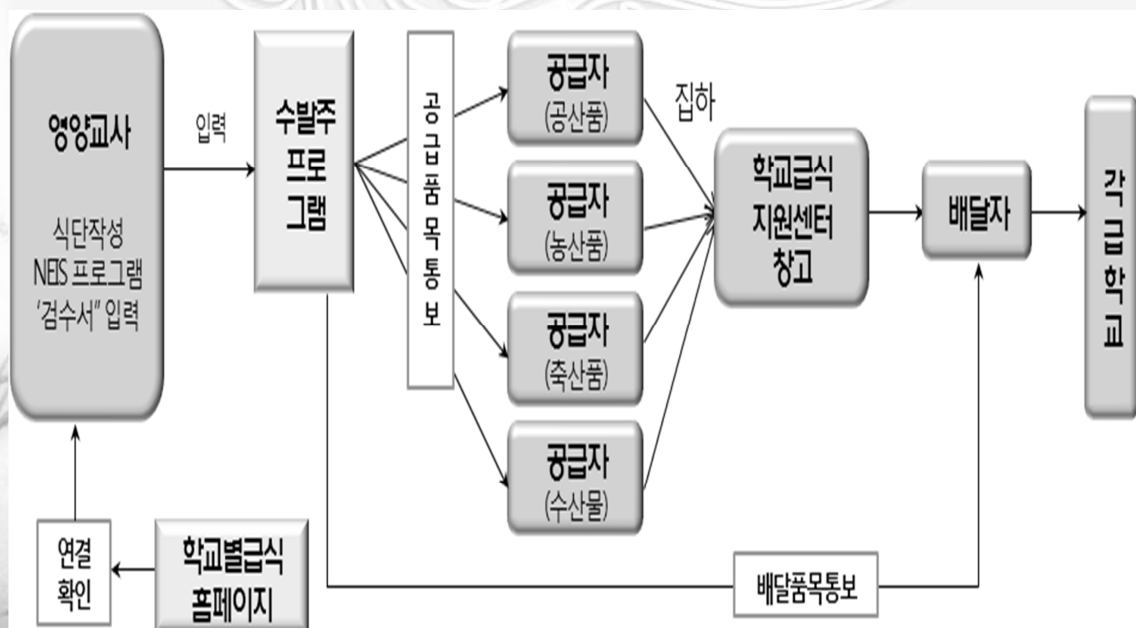 영양교사
식단작성
NEIS 프로그램
‘검수서” 입력
입력
수발주
프로
그램
공
급
품
목
통
보
공급자
(공산품)
공급자
(농산품)
공급자
(축산품)
공급자
(수산물)
집하
학교급식
지원센터
창고
배달자
각
급
학
교
연결
확인
학교별급식
홈페이지
배달품목통보